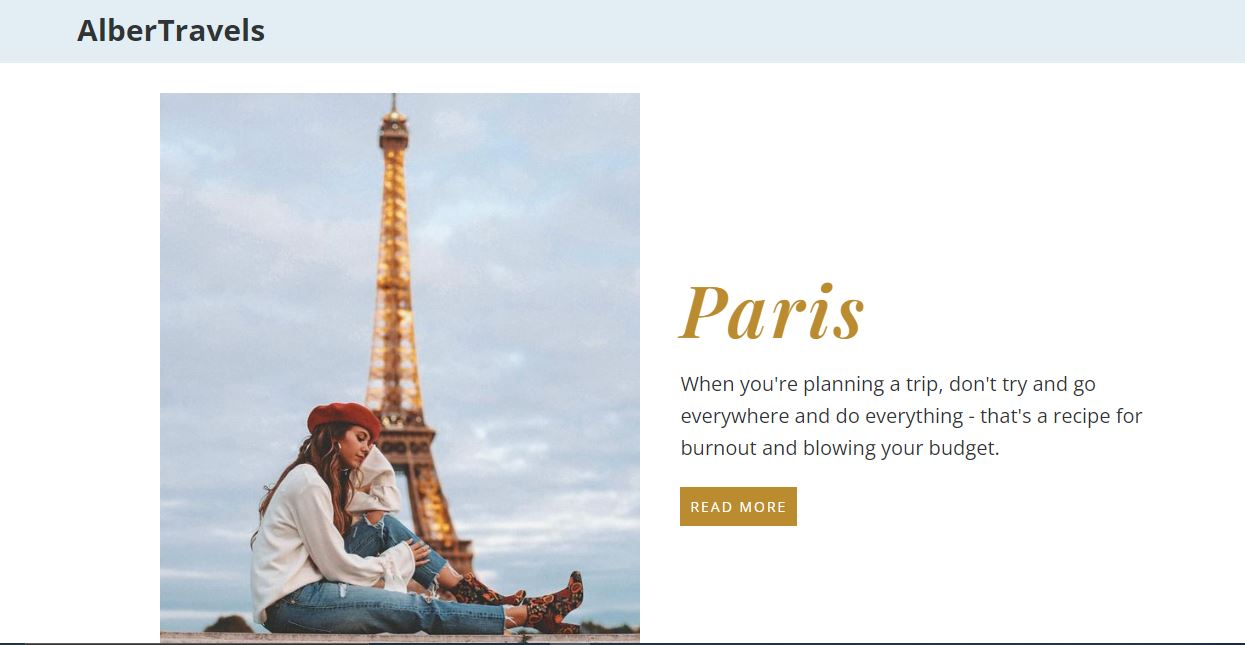 AlberTravels
Paris
When you're planning a trip, don't try and go
everywhere and do everything - that's a recipe for
burnout and blowing your budget.
READ MORE